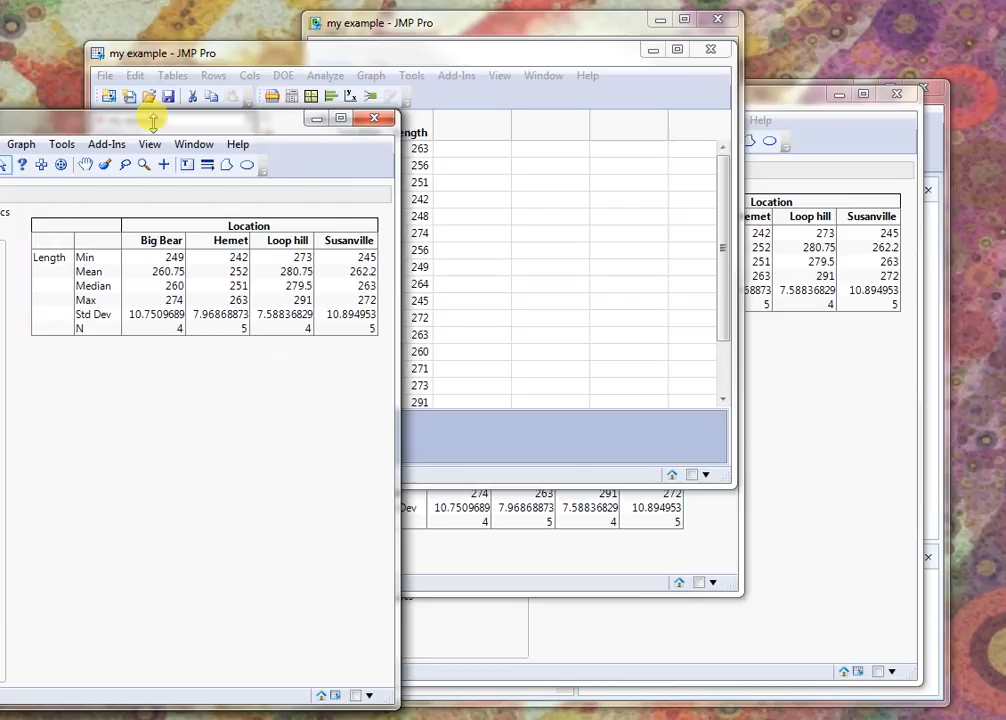 my example - JMP Pro
my example - JMP Pro
File Edit Tables Rows Cols DOE Analyze Graph Tools Add-Ins View Window Help
Help
ength
263
256
251
242
248
274
256
249
264
245
272
263
260
271
273
291
Graph Tools Add-Ins View Window Help
cs
Location
Big Bear Hemet Loop hill Susanville
Length Min 249 242 273 245
Mean 260.75 252 280.75 262.2
Median 260 251 279.5 263
Max 274 263 291 272
Std Dev 10.7509689 7.96868873 7.58836829 10.894953
N 4 5 4 5
Location
emet Loop hill Susanville
242 273 245
252 280.75 262.2
251 279.5 263
263 291 272
8873 7.58836829 10.894953
5 4 5
274 263 291 272
Dev 10.7509689 7.96868873 7.58836829 10.894953
4 5 4 5